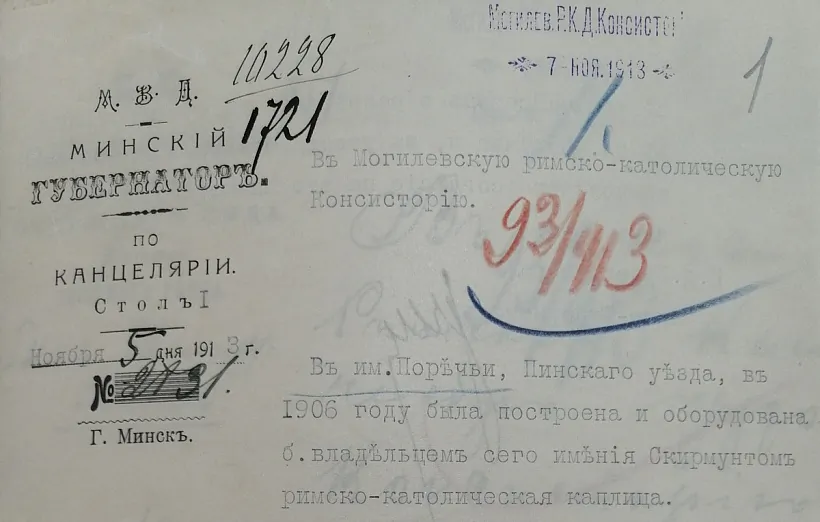 М. В. Д.
МИНСКІЙ
ГУБЕРНАТОРЪ.
ПО
КАНЦЕЛЯРІИ.
Столъ I
Ноября 5 дня 1913 г.
№
Г. Минскъ.
10228
1721
Могилев.Р.К.Д.Консистор
7-НОЯ.1913
1
Въ Могилевскую римско-католическую
Консисторію.
93/913
Въ им.Порѣчьи, Пинскаго уѣзда, въ
1906 году была построена и оборудована
б.владѣльцемъ сего имѣнія Скирмунтомъ
римско-католическая каплица.